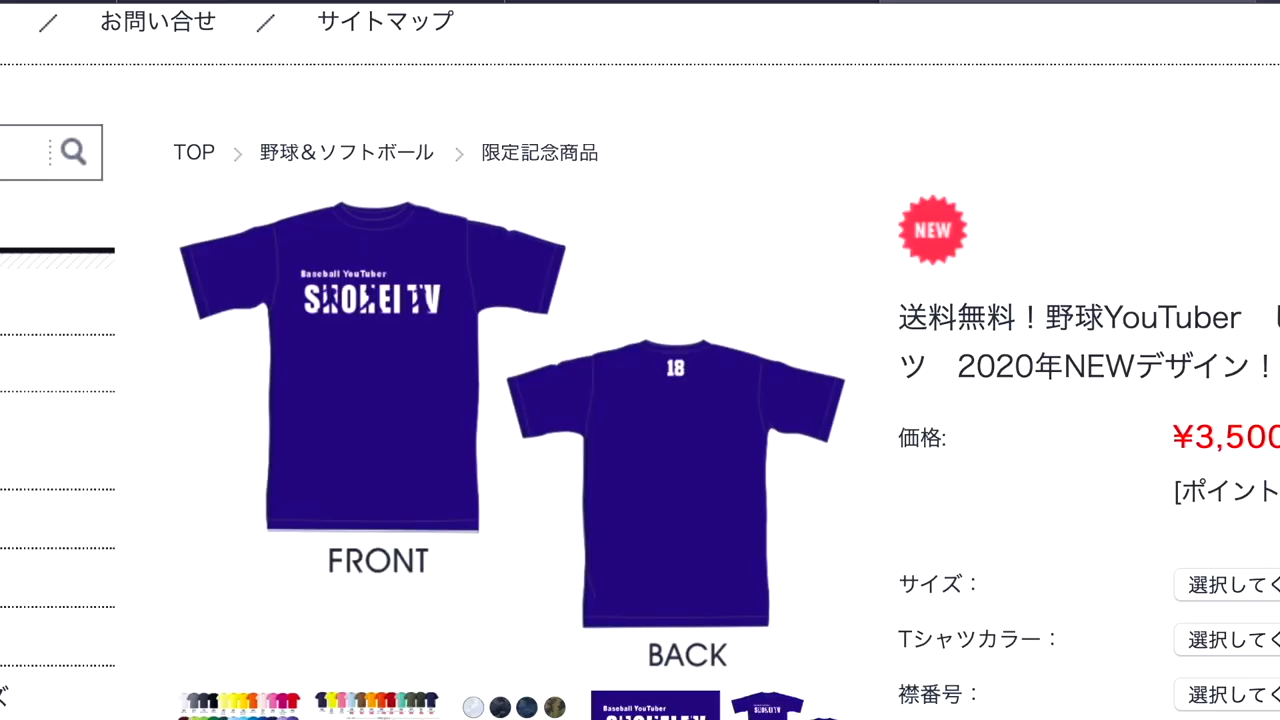 ／ お問い合せ ／ サイトマップ
TOP > 野球＆ソフトボール > 限定記念商品
NEW
Baseball YouTuber
SHOHEI TV
FRONT
18
BACK
送料無料！野球YouTuber
ツ　2020年NEWデザイン！
価格:
¥3,500
[ポイント
サイズ：
選択してく
Tシャツカラー：
選択してく
襟番号：
選択してく
ズ
Baseball YouTuber
SHOHEI TV